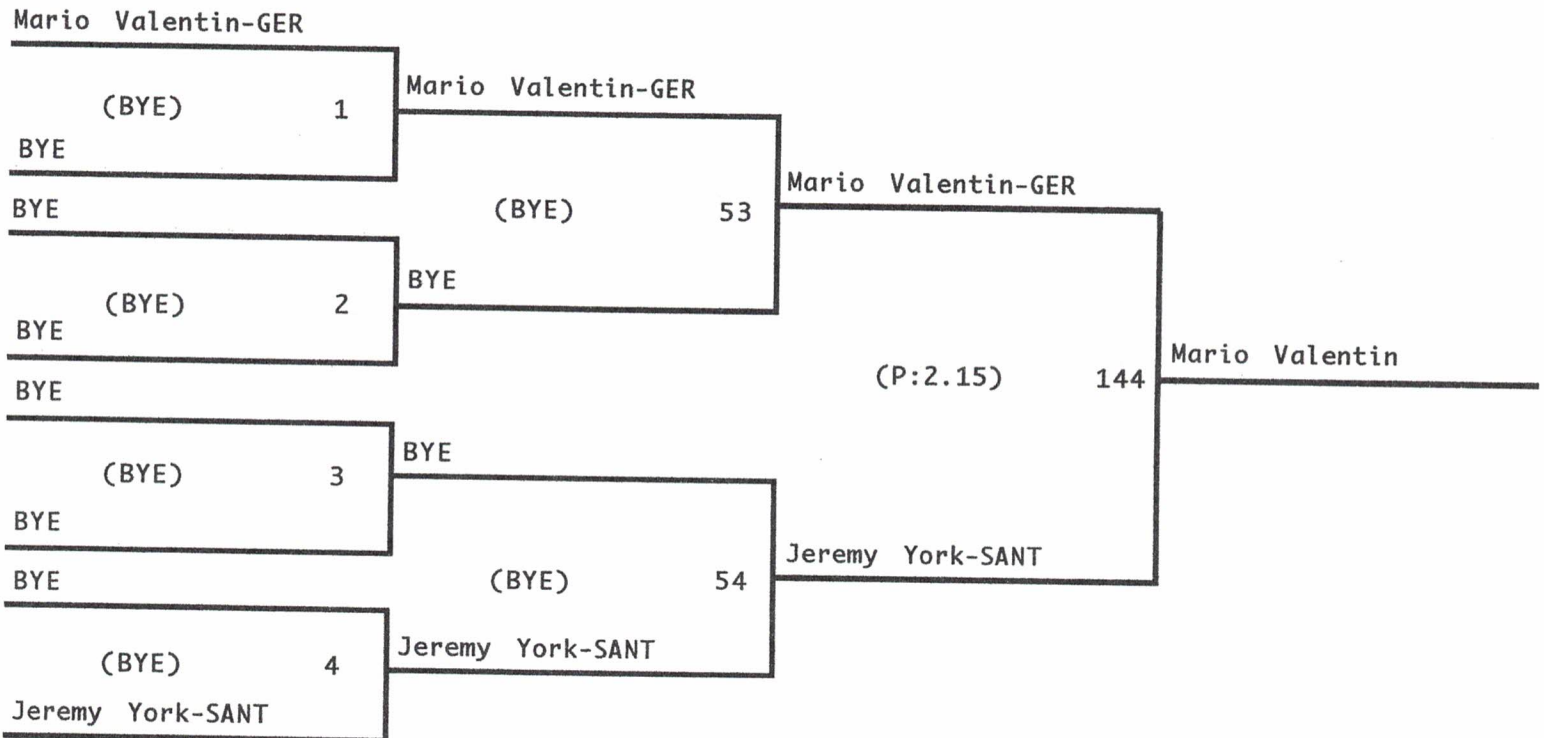 Mario Valentin-GER
(BYE) 1
BYE
BYE
(BYE) 2
BYE
BYE
(BYE) 3
BYE
BYE
(BYE) 4
Jeremy York-SANT
Mario Valentin-GER
(BYE) 53
BYE
BYE
(BYE) 54
Jeremy York-SANT
Mario Valentin-GER
(P:2.15) 144
Jeremy York-SANT
Mario Valentin